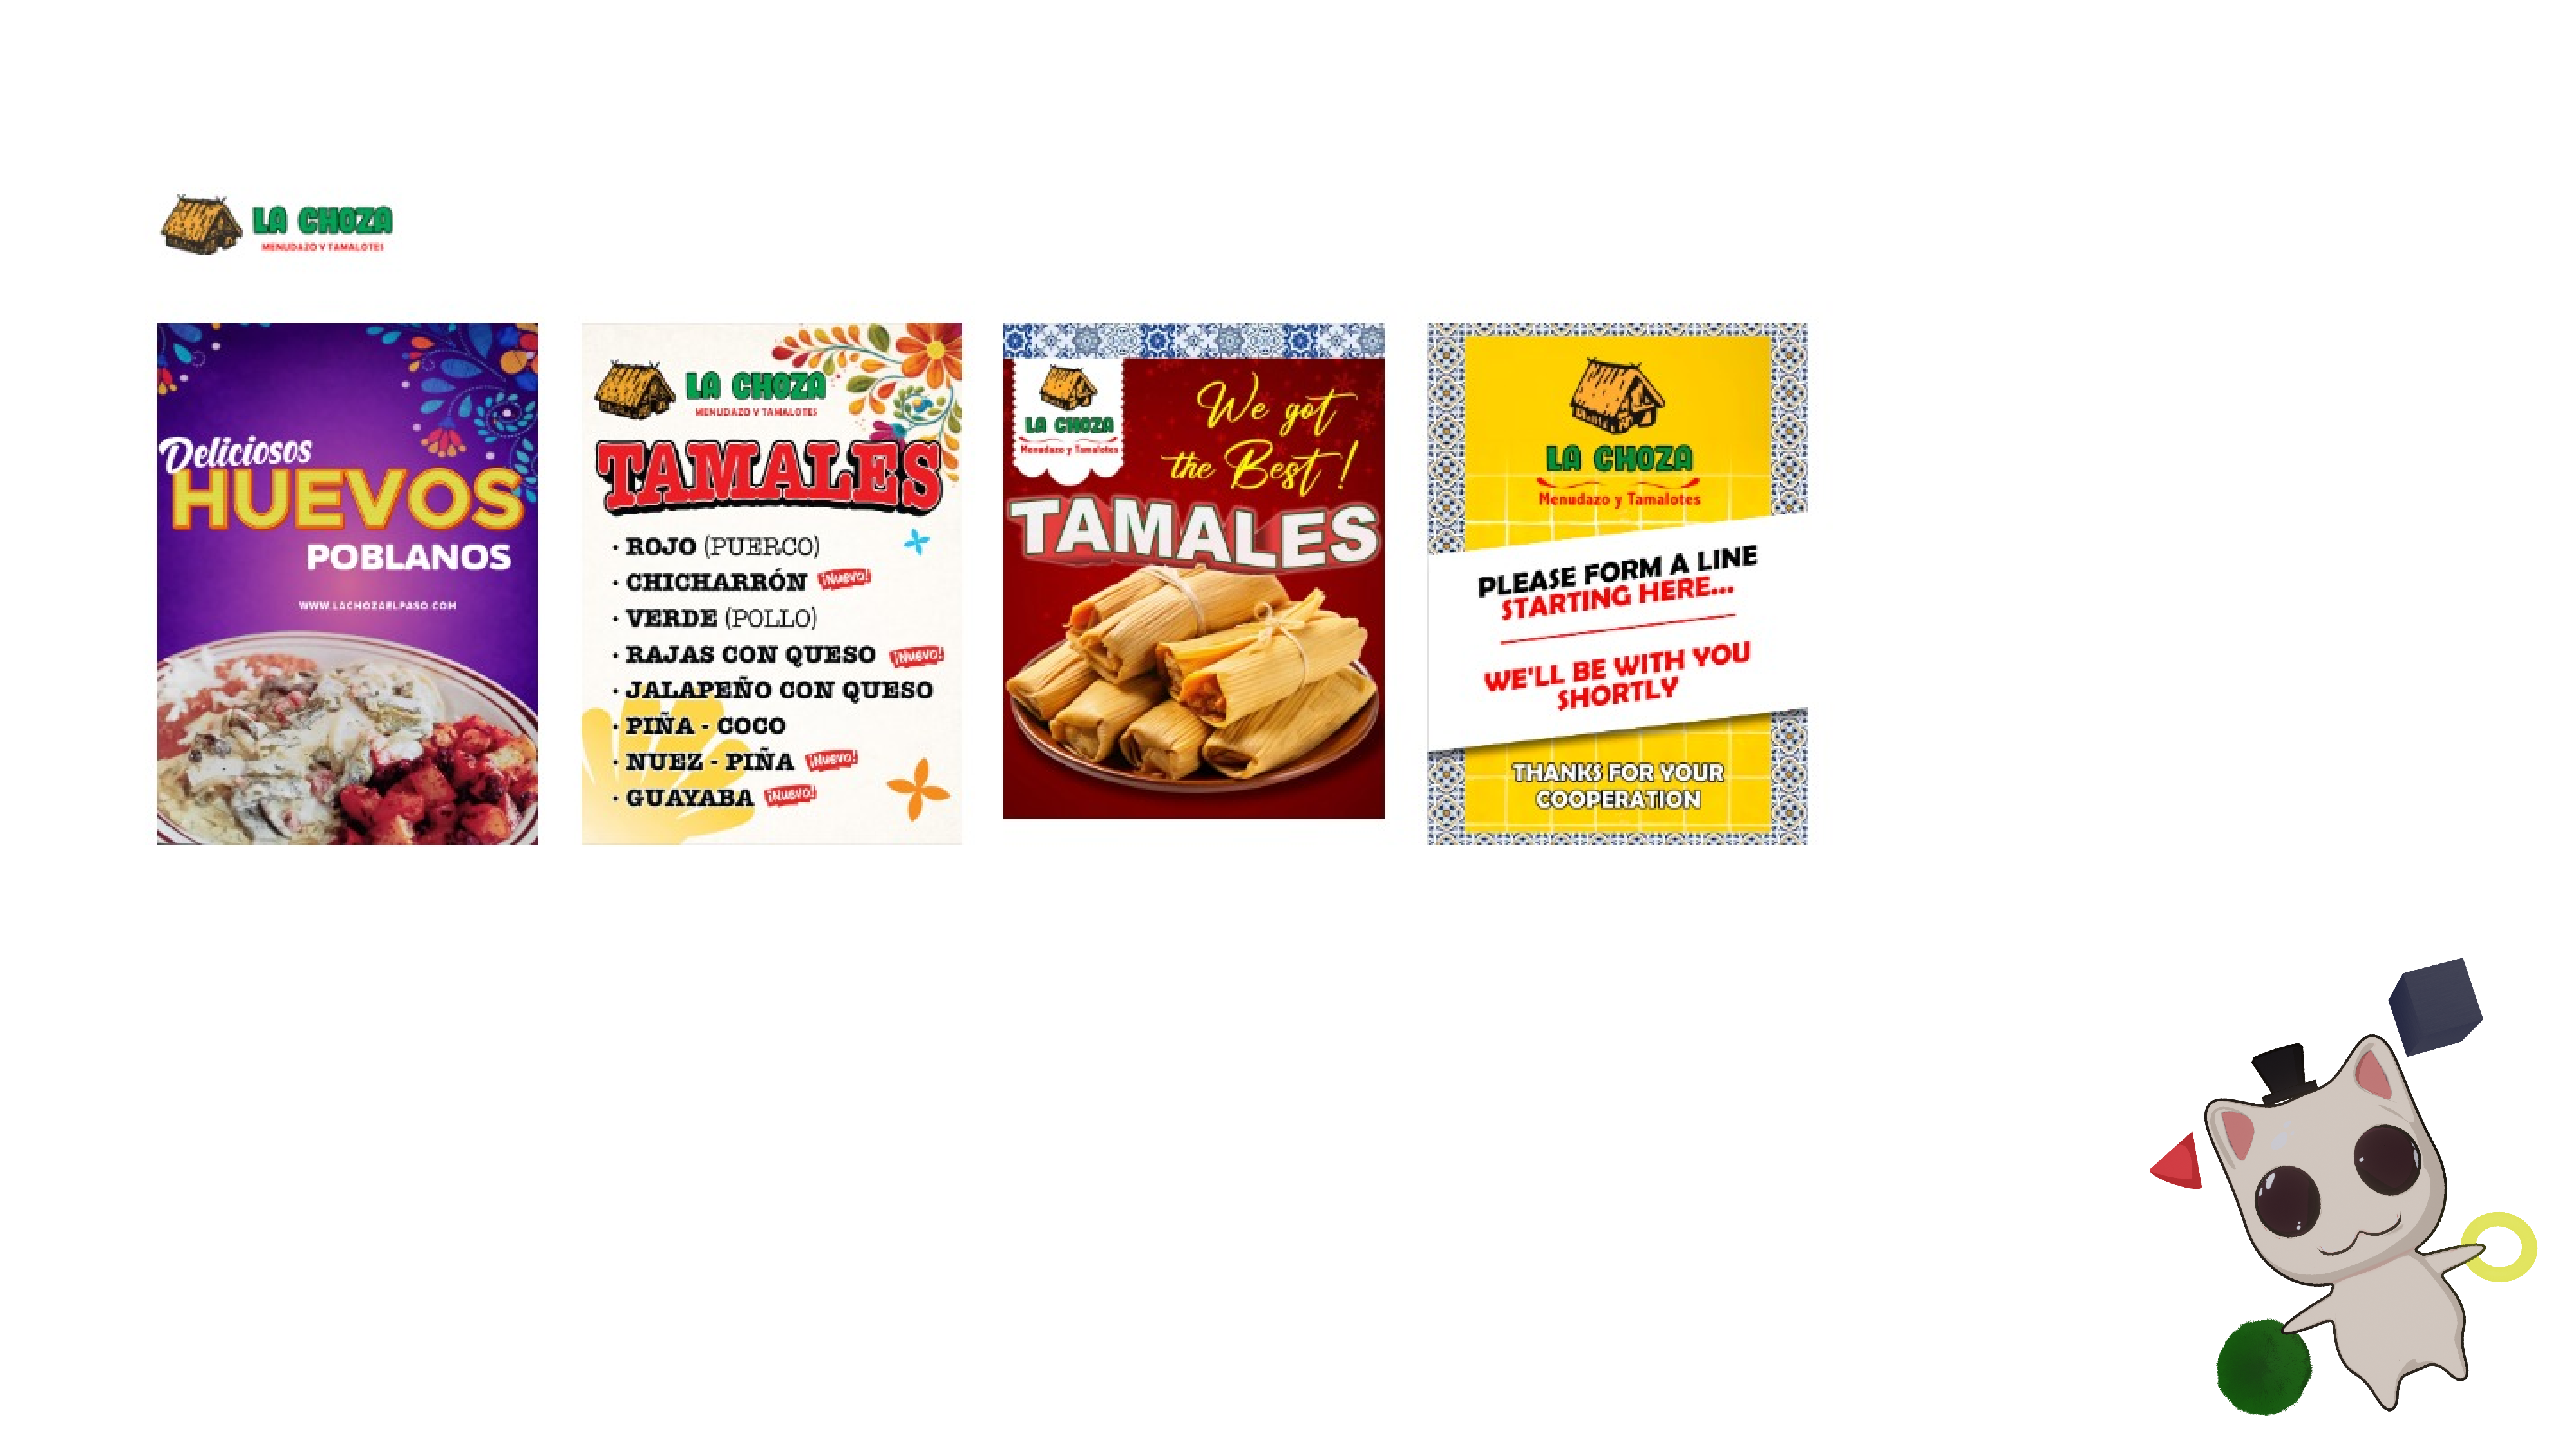 LA CHOZA
MENUDAZO Y TAMALOTES
Deliciosos
HUEVOS
POBLANOS
WWW.LACHOZAELPASO.COM
LA CHOZA
MENUDAZO Y TAMALOTES
TAMALES
· ROJO (PUERCO)
· CHICHARRÓN ¡NUEVO!
· VERDE (POLLO)
· RAJAS CON QUESO ¡NUEVO!
· JALAPEÑO CON QUESO
· PIÑA - COCO
· NUEZ - PIÑA ¡NUEVO!
· GUAYABA ¡NUEVO!
LA CHOZA
Menudazo y Tamalotes
We got
the Best!
TAMALES
LA CHOZA
Menudazo y Tamalotes
PLEASE FORM A LINE
STARTING HERE...
WE'LL BE WITH YOU
SHORTLY
THANKS FOR YOUR
COOPERATION